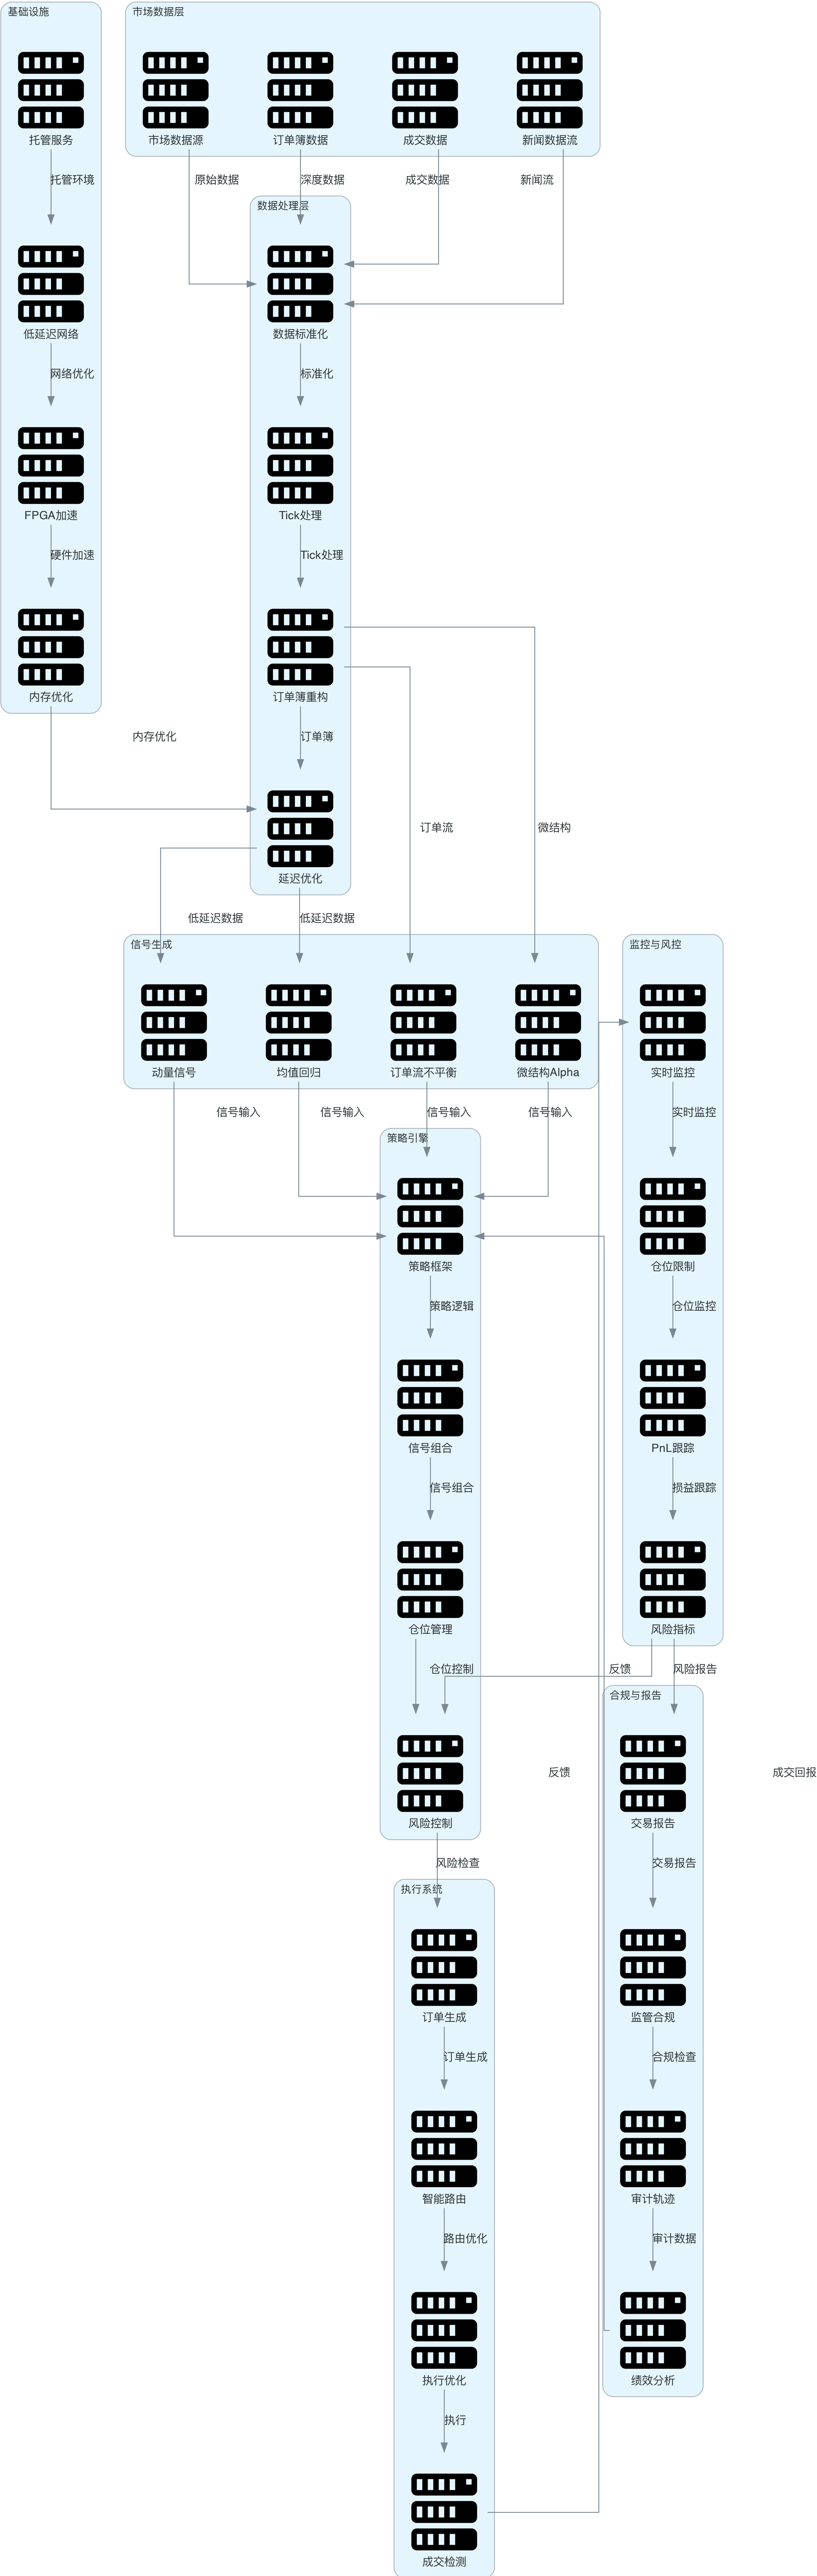 基础设施
市场数据层
托管服务
市场数据源
订单簿数据
成交数据
新闻数据流
托管环境
原始数据
深度数据
成交数据
新闻流
数据处理层
低延迟网络
数据标准化
网络优化
标准化
FPGA加速
Tick处理
硬件加速
Tick处理
内存优化
订单簿重构
内存优化
订单簿
订单流
微结构
延迟优化
低延迟数据
低延迟数据
信号生成
监控与风控
动量信号
均值回归
订单流不平衡
微结构Alpha
实时监控
信号输入
信号输入
信号输入
信号输入
实时监控
策略引擎
策略框架
仓位限制
策略逻辑
仓位监控
信号组合
PnL跟踪
信号组合
损益跟踪
仓位管理
风险指标
仓位控制
反馈
风险报告
合规与报告
反馈
成交回报
风险控制
交易报告
风险检查
交易报告
执行系统
订单生成
监管合规
订单生成
合规检查
智能路由
审计轨迹
路由优化
审计数据
执行优化
绩效分析
执行
成交检测